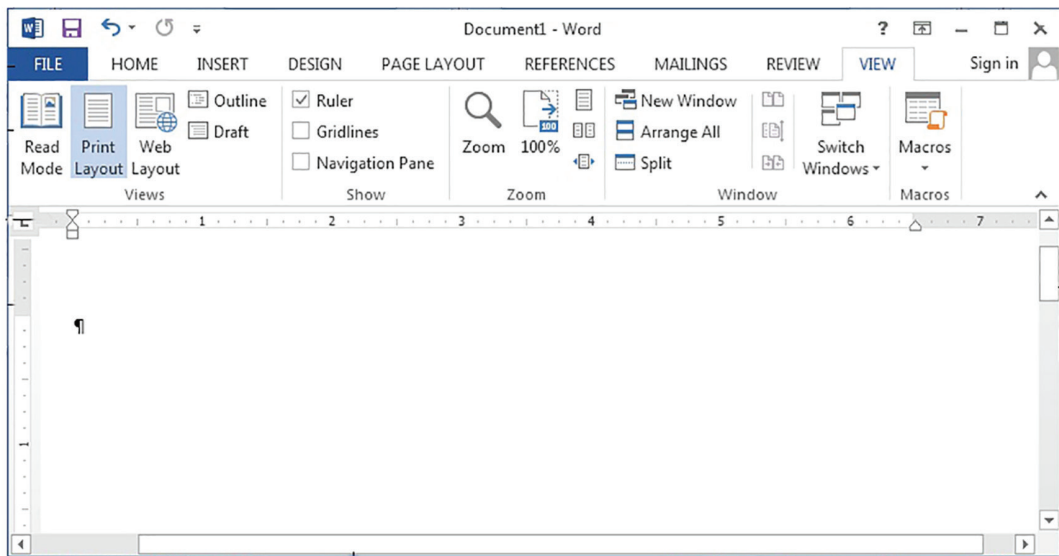 Document1 - Word ?
FILE HOME INSERT DESIGN PAGE LAYOUT REFERENCES MAILINGS REVIEW VIEW Sign in
Read Mode
Print Layout
Web Layout
Outline
Draft
Views
Ruler
Gridlines
Navigation Pane
Show
Zoom
100
100%
Zoom
New Window
Arrange All
Split
Switch Windows
Window
Macros
Macros
1 2 3 4 5 6 7
¶
1